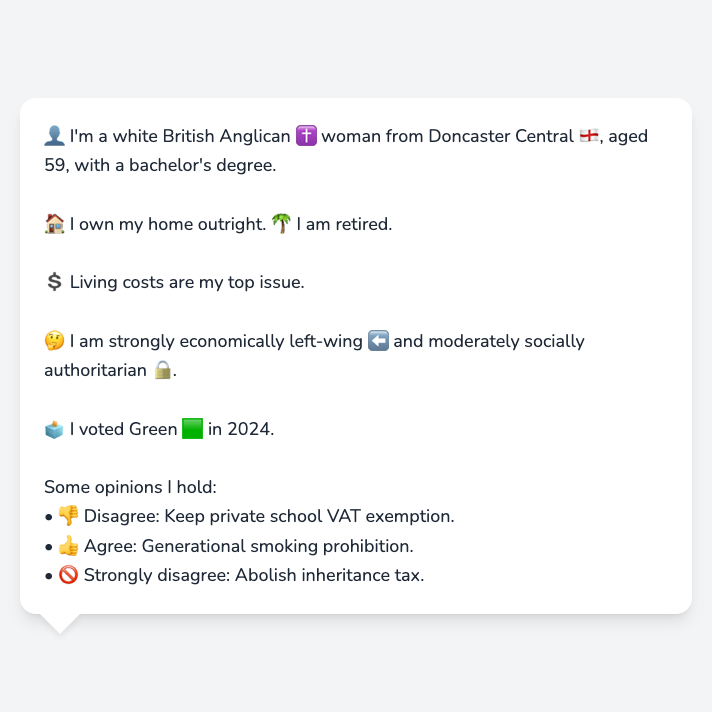 👤 I'm a white British Anglican ✝️ woman from Doncaster Central 🏴󠁧󠁢󠁥󠁮󠁧󠁿, aged
59, with a bachelor's degree.
🏠 I own my home outright. 🌴 I am retired.
💲 Living costs are my top issue.
🤔 I am strongly economically left-wing ⬅️ and moderately socially
authoritarian 🔒.
🗳️ I voted Green 🟩 in 2024.
Some opinions I hold:
• 👎 Disagree: Keep private school VAT exemption.
• 👍 Agree: Generational smoking prohibition.
• 🚫 Strongly disagree: Abolish inheritance tax.